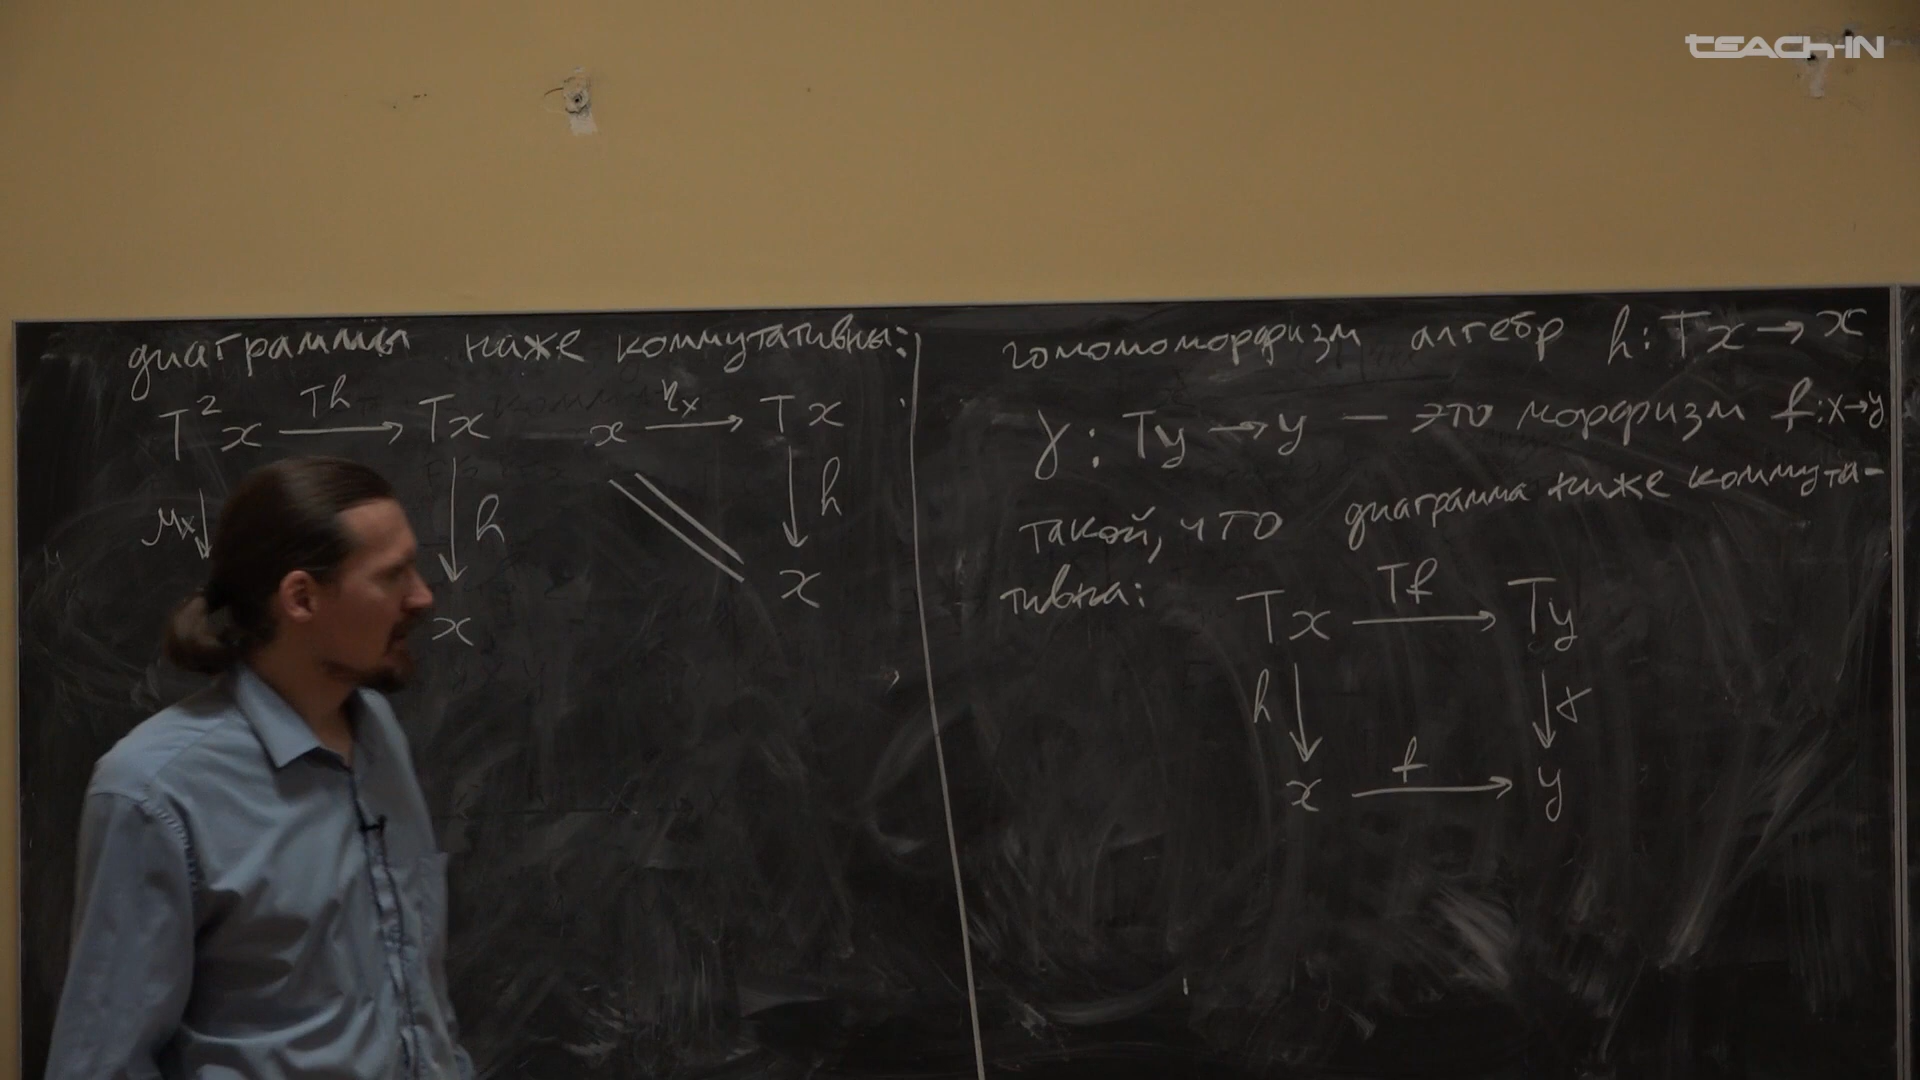 TEACH-IN
диаграммы ниже коммутативны:
T²x —Th→ Tx    x —ηx→ Tx
μx↓    ↓h    ↓h
x    x
гомоморфизм алгебр h: Tx → x
γ: Ty → y — это морфизм f: x→y
такой, что диаграмма ниже коммута-
тивна:
Tx —Tf→ Ty
h↓    ↓γ
x —f→ y